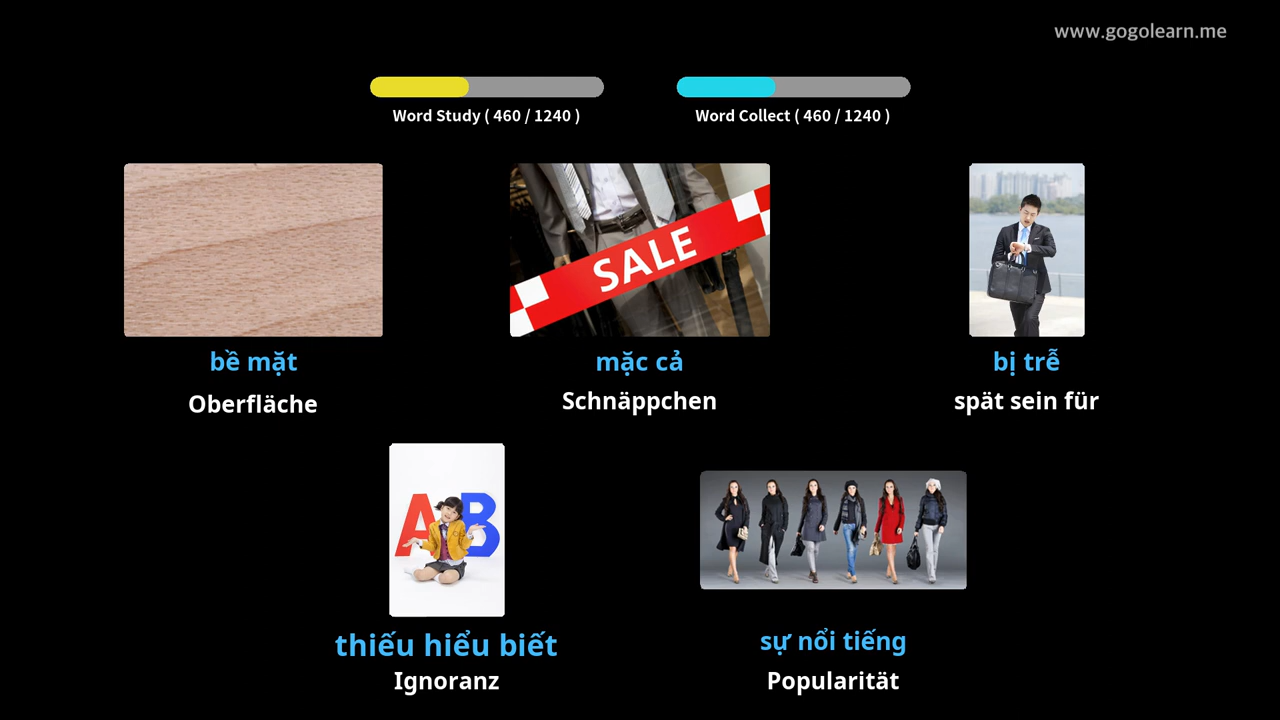 www.gogolearn.me
Word Study ( 460 / 1240 )
Word Collect ( 460 / 1240 )
SALE
bề mặt
Oberfläche
mặc cả
Schnäppchen
bị trễ
spät sein für
A B
thiếu hiểu biết
Ignoranz
sự nổi tiếng
Popularität